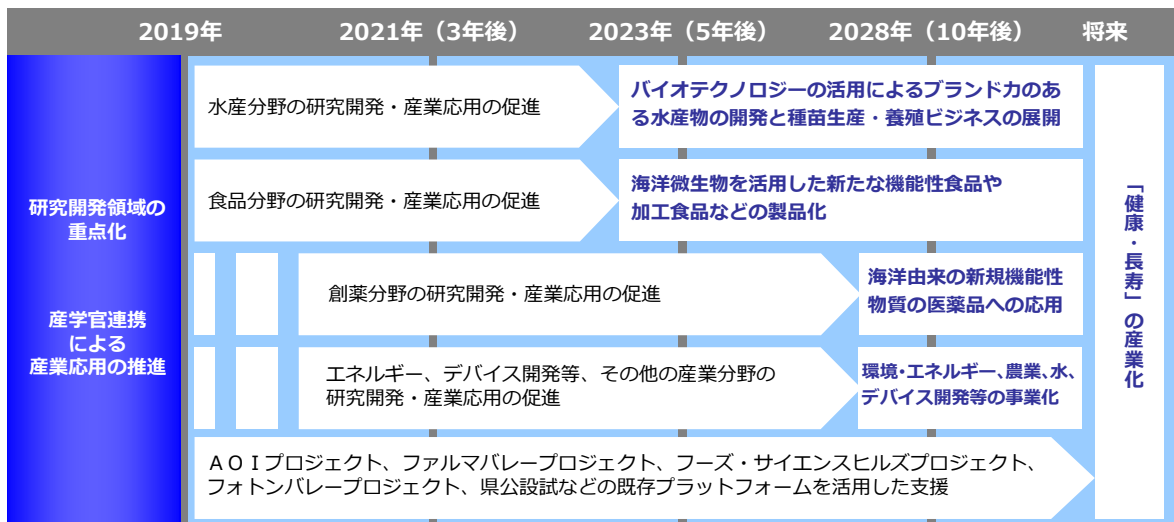 2019年
2021年（3年後）
2023年（5年後）
2028年（10年後）
将来
研究開発領域の
重点化
産学官連携
による
産業応用の推進
水産分野の研究開発・産業応用の促進
バイオテクノロジーの活用によるブランド力のあ
る水産物の開発と種苗生産・養殖ビジネスの展開
食品分野の研究開発・産業応用の促進
海洋微生物を活用した新たな機能性食品や
加工食品などの製品化
創薬分野の研究開発・産業応用の促進
海洋由来の新規機能性
物質の医薬品への応用
エネルギー、デバイス開発等、その他の産業分野の
研究開発・産業応用の促進
環境・エネルギー、農業、水、
デバイス開発等の事業化
ＡＯＩプロジェクト、ファルマバレープロジェクト、フーズ・サイエンスヒルズプロジェクト、
フォトンバレープロジェクト、県公設試などの既存プラットフォームを活用した支援
「健康・長寿」の産業化